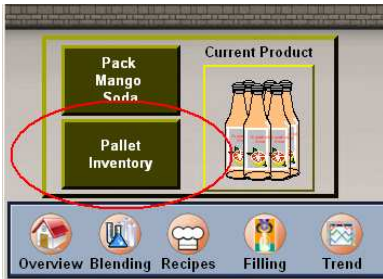 Current Product
Pack
Mango
Soda
Pallet
Inventory
Overview Blending Recipes Filling Trend